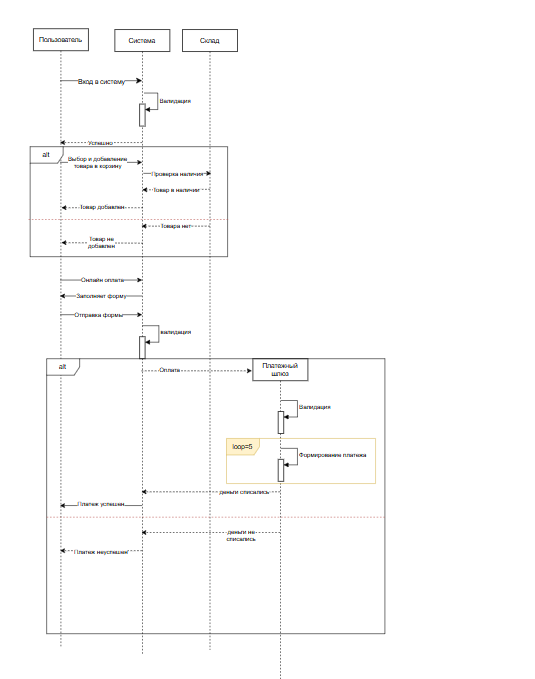 Пользователь
Система
Склад
Вход в систему
Валидация
Успешно
alt
Выбор и добавление
товара в корзину
Проверка наличия
Товар в наличии
Товар добавлен
Товара нет
Товар не
добавлен
Онлайн оплата
Заполняет форму
Отправка формы
валидация
alt
Оплата
Платежный
шлюз
Валидация
loop=5
Формирование платежа
деньги списались
Платеж успешен
деньги не
списались
Платеж неуспешен